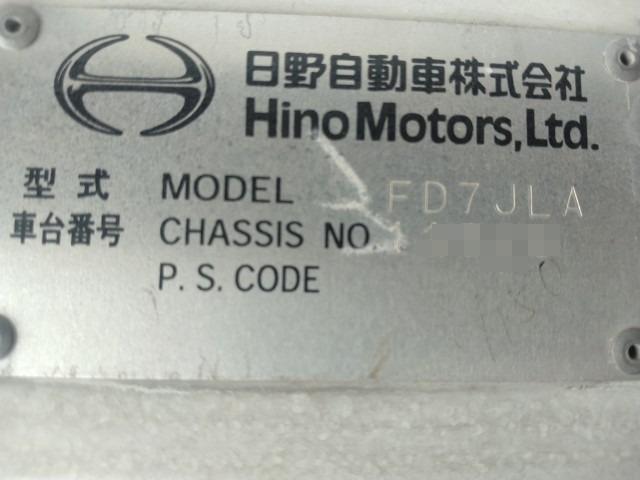 日野自動車株式会社
Hino Motors, Ltd.
型式 MODEL FD7JLA
車台番号 CHASSIS NO.
P. S. CODE